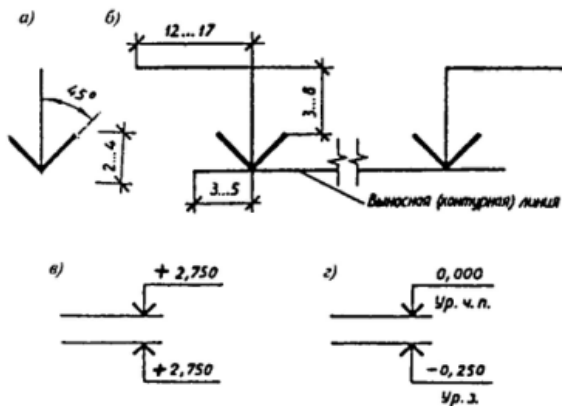 а)
б)
12...17
45°
2...4
3...8
3...5
Выносная (контурная) линия
в)
+2,750
+2,750
г)
0,000
Ур. ч. п.
-0,250
Ур. з.